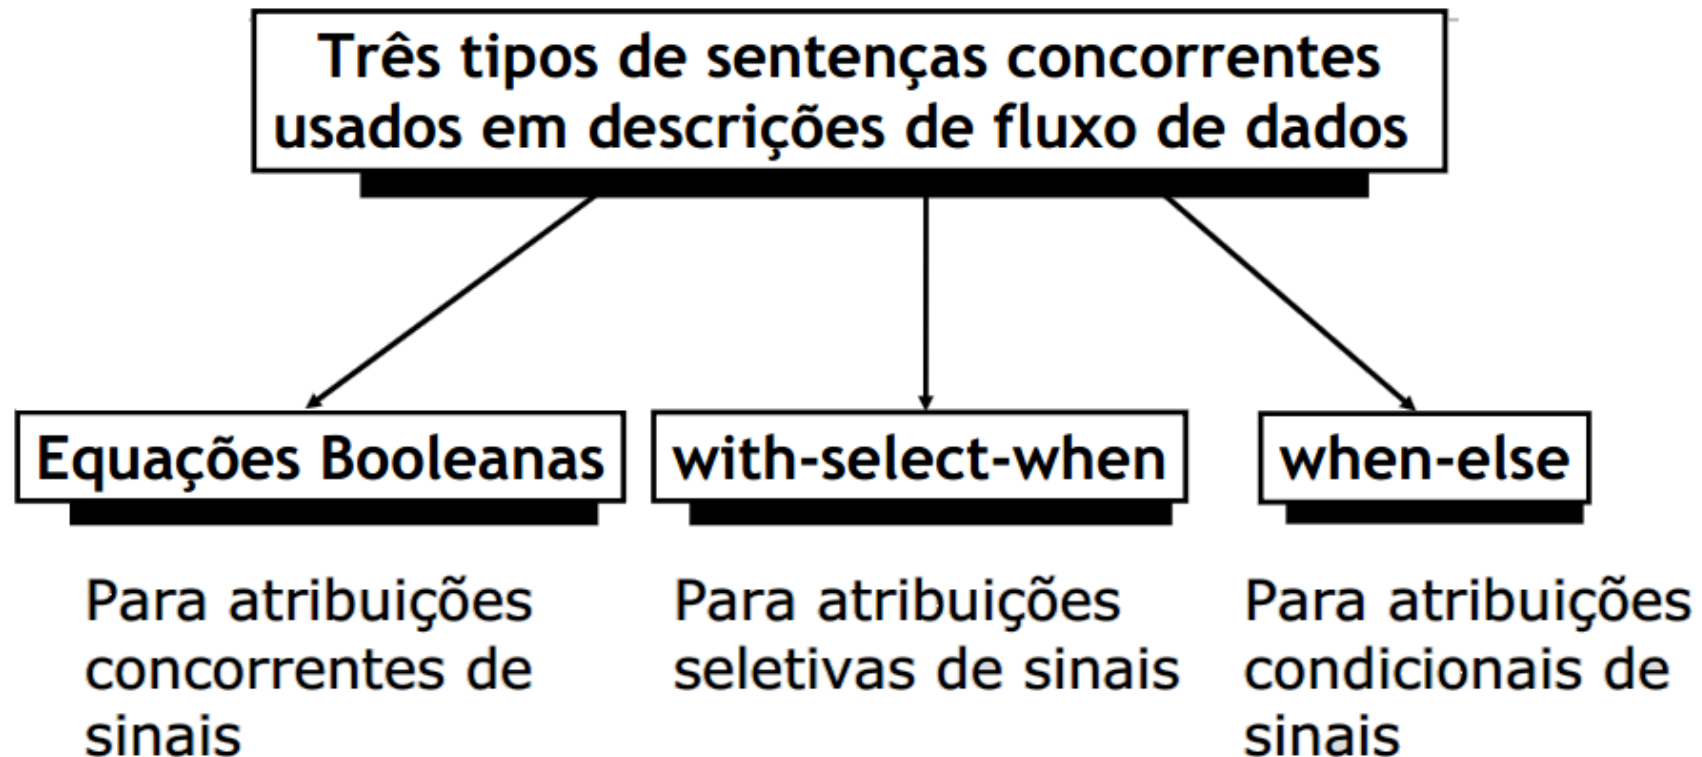 Três tipos de sentenças concorrentes
usados em descrições de fluxo de dados
Equações Booleanas
with-select-when
when-else
Para atribuições
concorrentes de
sinais
Para atribuições
seletivas de sinais
Para atribuições
condicionais de
sinais